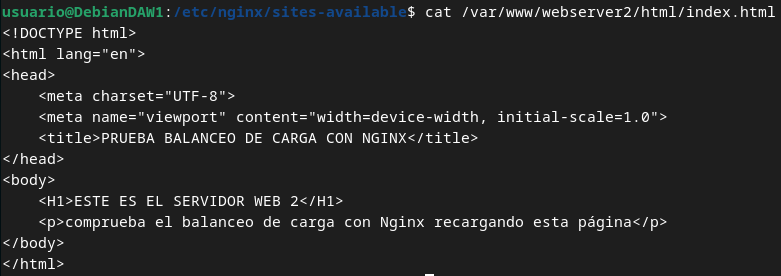 usuario@DebianDAW1:/etc/nginx/sites-available$ cat /var/www/webserver2/html/index.html
<!DOCTYPE html>
<html lang="en">
<head>
    <meta charset="UTF-8">
    <meta name="viewport" content="width=device-width, initial-scale=1.0">
    <title>PRUEBA BALANCEO DE CARGA CON NGINX</title>
</head>
<body>
    <H1>ESTE ES EL SERVIDOR WEB 2</H1>
    <p>comprueba el balanceo de carga con Nginx recargando esta página</p>
</body>
</html>